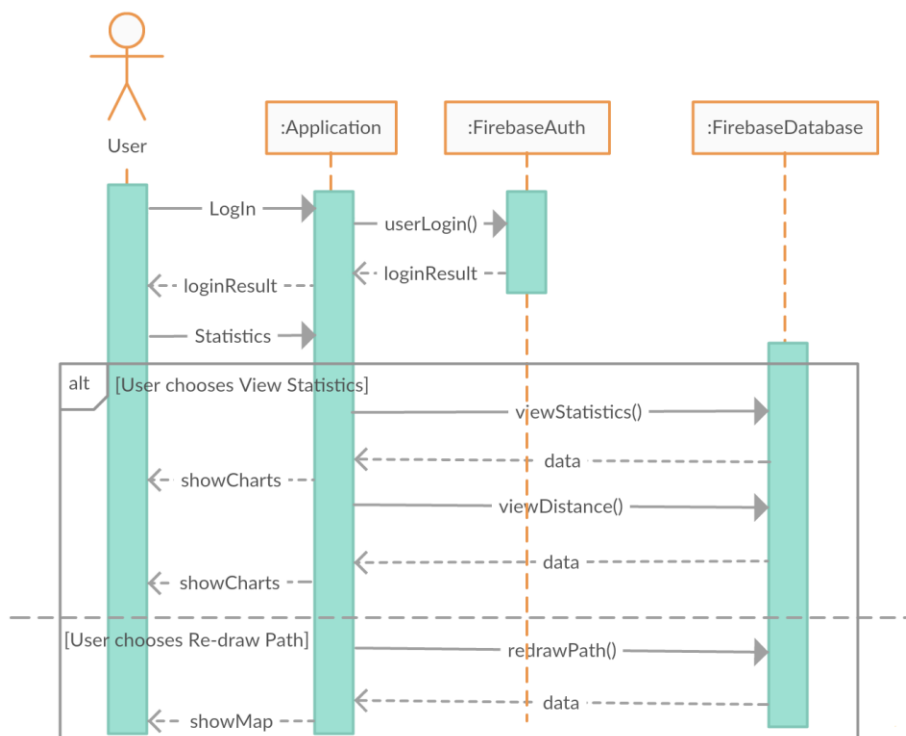 User
:Application
:FirebaseAuth
:FirebaseDatabase
LogIn
userLogin()
loginResult
loginResult
Statistics
alt
[User chooses View Statistics]
viewStatistics()
data
showCharts
viewDistance()
data
showCharts
[User chooses Re-draw Path]
redrawPath()
data
showMap